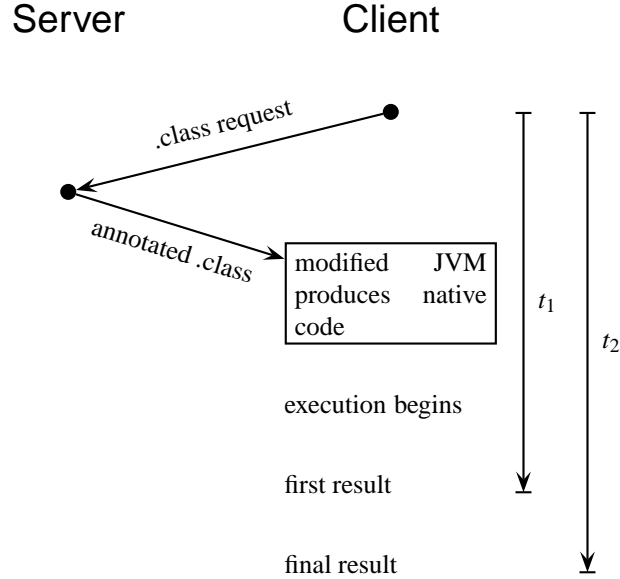 Server Client
.class request
annotated .class
modified JVM
produces native
code
t1
t2
execution begins
first result
final result